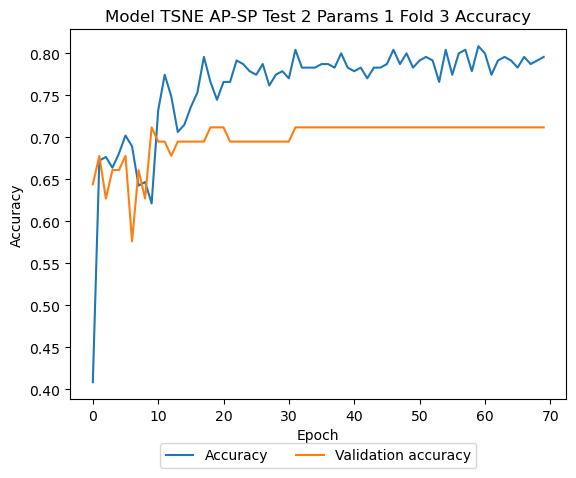 Model TSNE AP-SP Test 2 Params 1 Fold 3 Accuracy
0.80
0.75
0.70
0.65
0.60
0.55
0.50
0.45
0.40
Accuracy
0 10 20 30 40 50 60 70
Epoch
Accuracy Validation accuracy